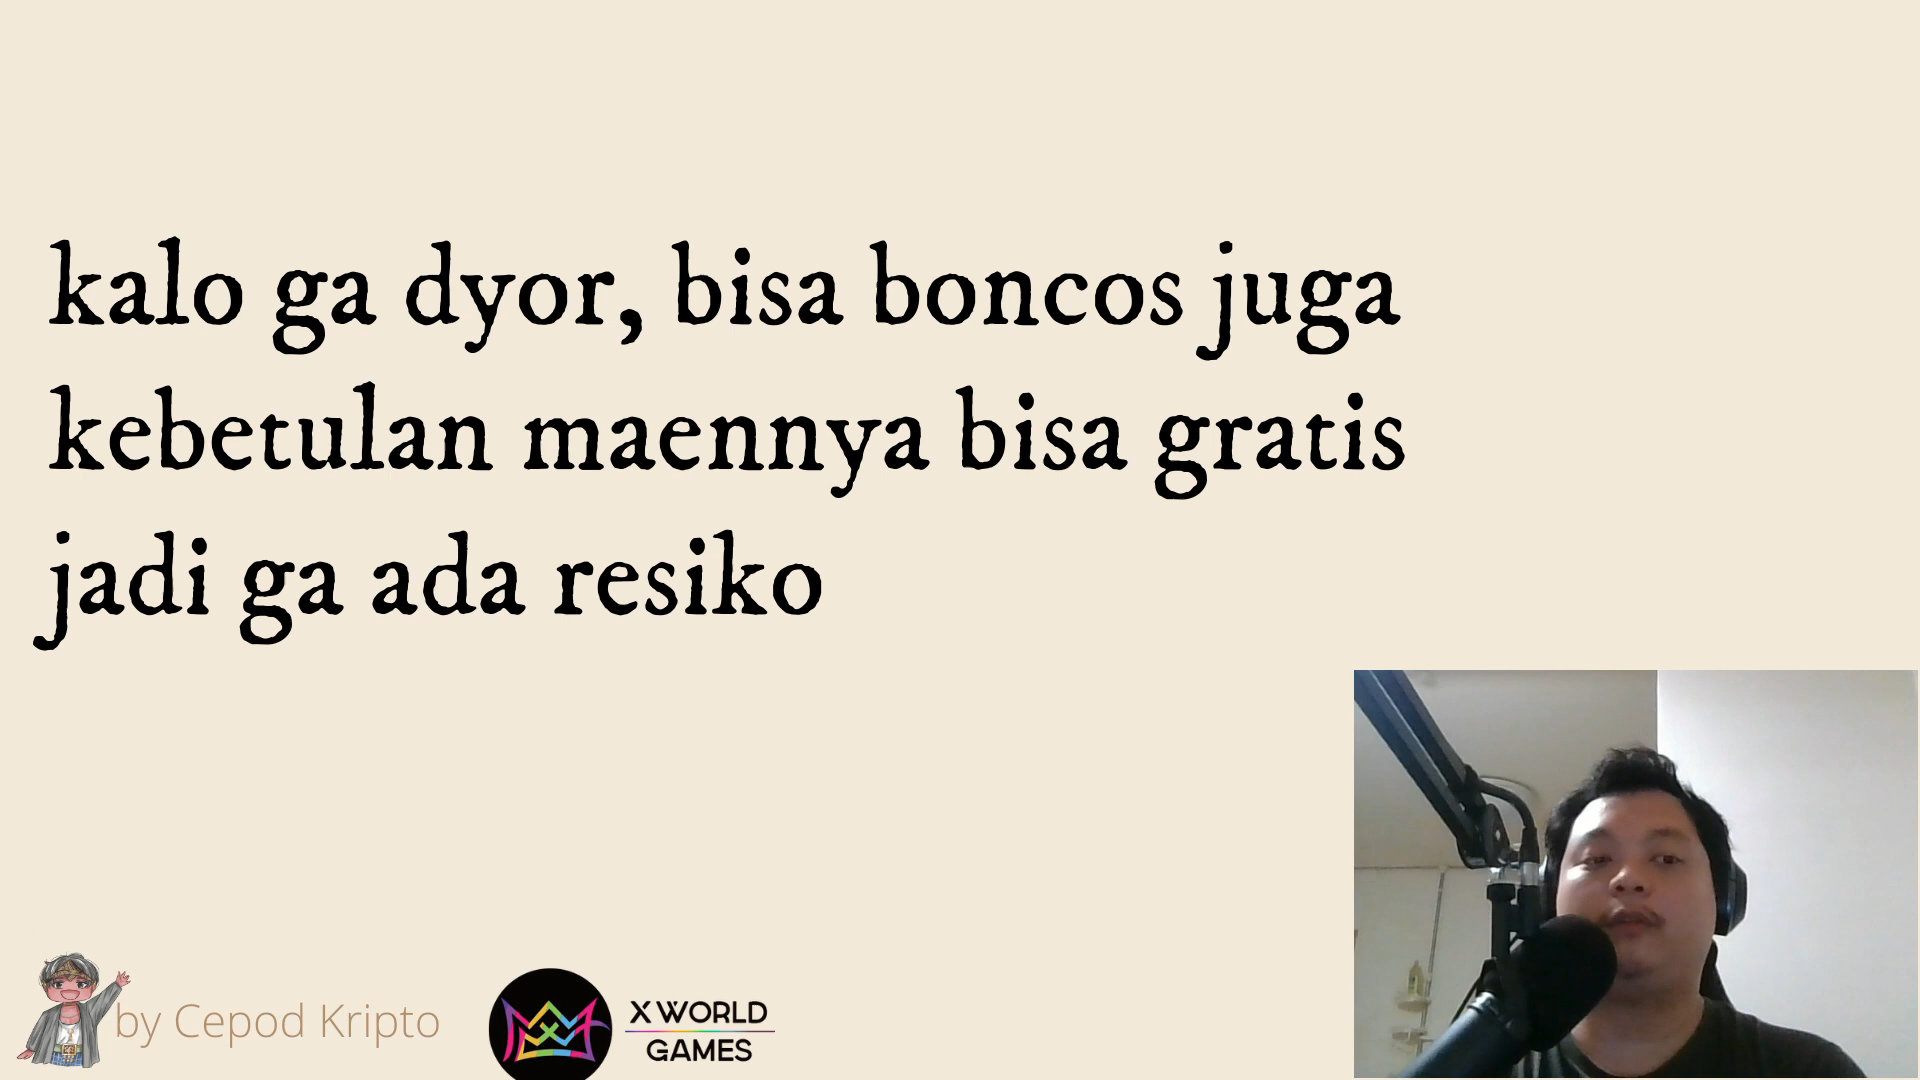 kalo ga dyor, bisa boncos juga
kebetulan maennya bisa gratis
jadi ga ada resiko
by Cepod Kripto
X WORLD
GAMES